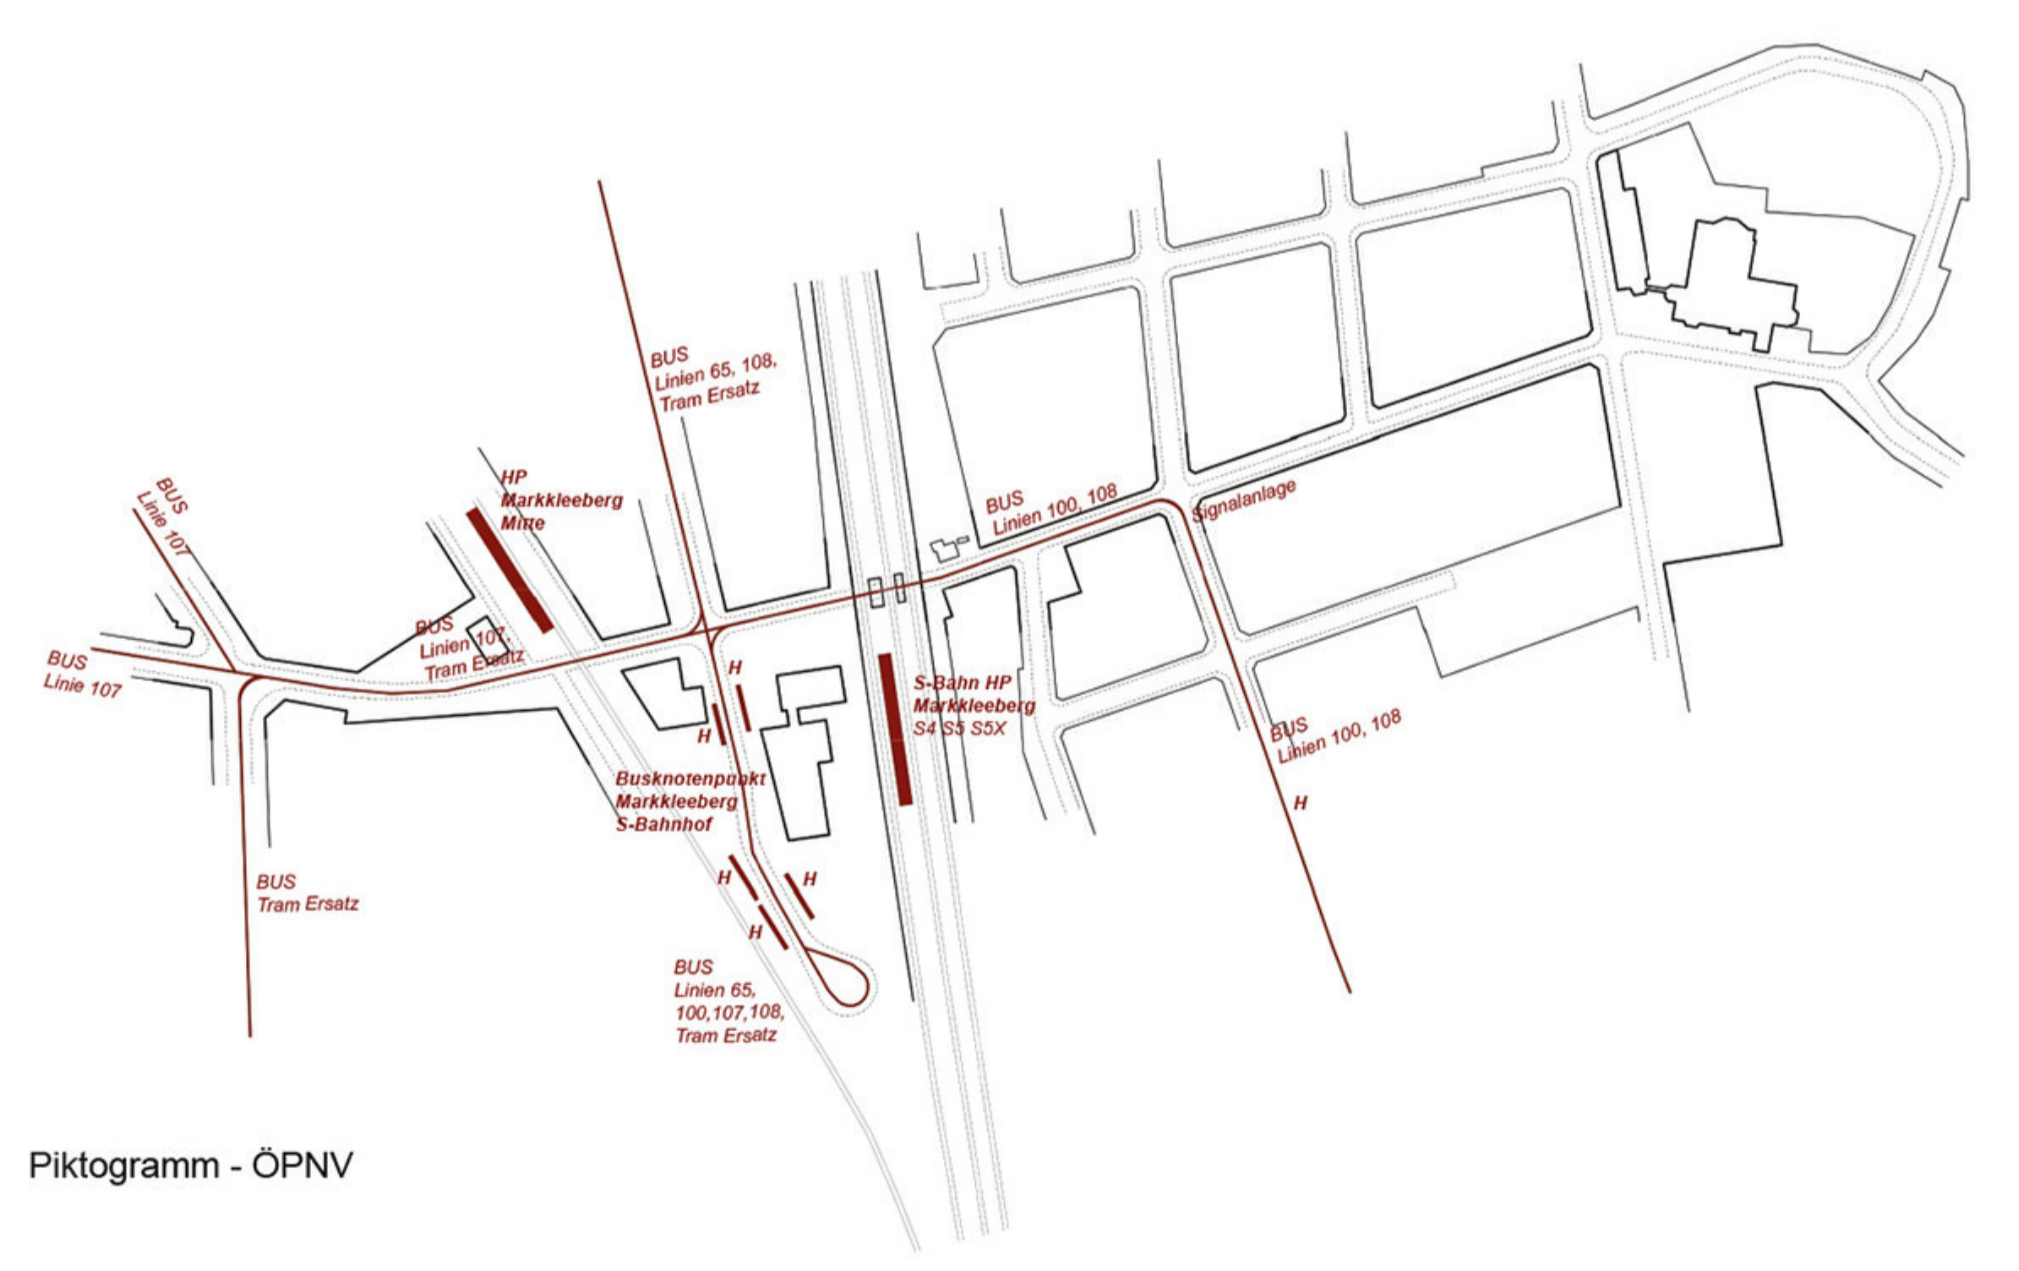 BUS
Linien 65, 108,
Tram Ersatz
HP
Markkleeberg
Mitte
BUS
Linie 107
BUS
Linien 100, 108
Signalanlage
BUS
Linien 107,
Tram Ersatz
BUS
Linie 107
H
S-Bahn HP
Markkleeberg
S4 S5 S5X
H
BUS
Linien 100, 108
H
Busknotenpunkt
Markkleeberg
S-Bahnhof
BUS
Tram Ersatz
H
H
H
BUS
Linien 65,
100,107,108,
Tram Ersatz
Piktogramm - ÖPNV